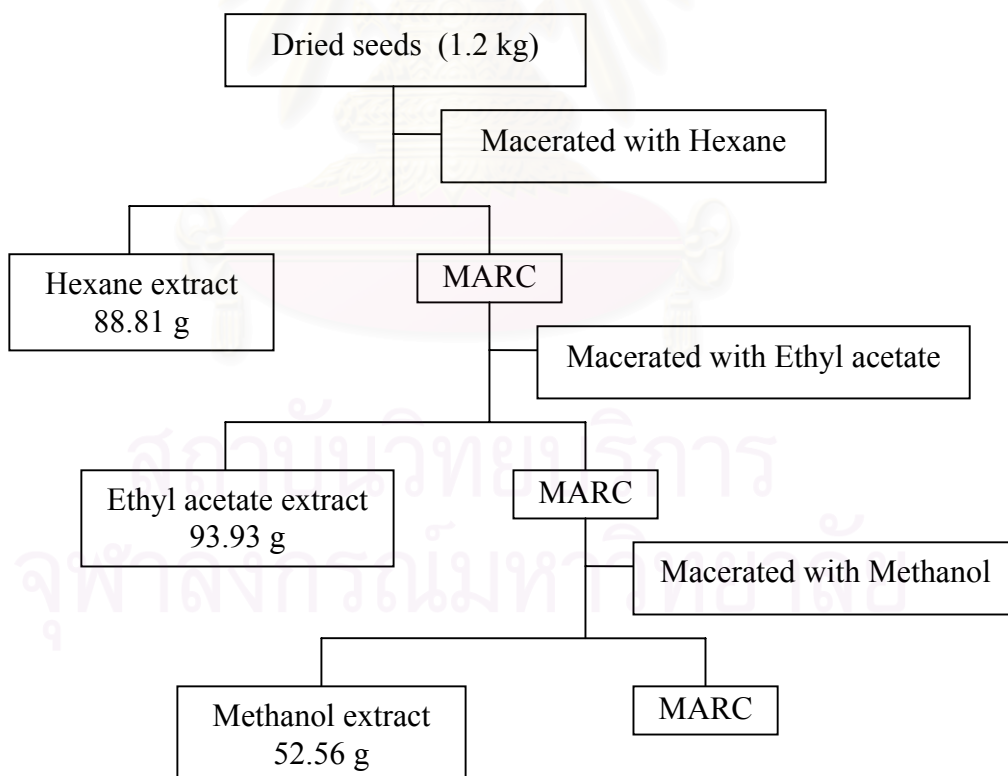 Dried seeds (1.2 kg)
Macerated with Hexane
Hexane extract
88.81 g
MARC
Macerated with Ethyl acetate
สถาบันวิทยบริการ
Ethyl acetate extract
93.93 g
MARC
จุฬาลงกรณ์มหาวิทยาลัย
Macerated with Methanol
Methanol extract
52.56 g
MARC